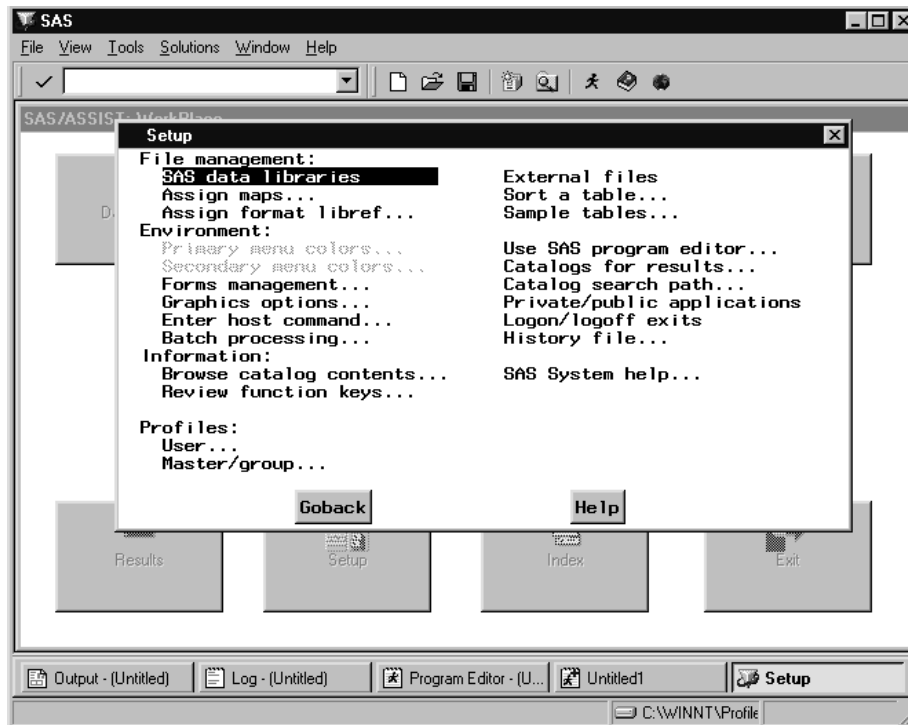 SAS
File View Tools Solutions Window Help
SAS/ASSIST: WorkPlace
Setup
File management:
SAS data libraries External files
Assign maps... Sort a table...
Assign format libref... Sample tables...
Environment:
Primary menu colors... Use SAS program editor...
Secondary menu colors... Catalogs for results...
Forms management... Catalog search path...
Graphics options... Private/public applications
Enter host command... Logon/logoff exits
Batch processing... History file...
Information:
Browse catalog contents... SAS System help...
Review function keys...
Profiles:
User...
Master/group...
Goback Help
Results Setup Index Exit
Output - (Untitled) Log - (Untitled) Program Editor - (U... Untitled1 Setup
C:\WINNT\Profile